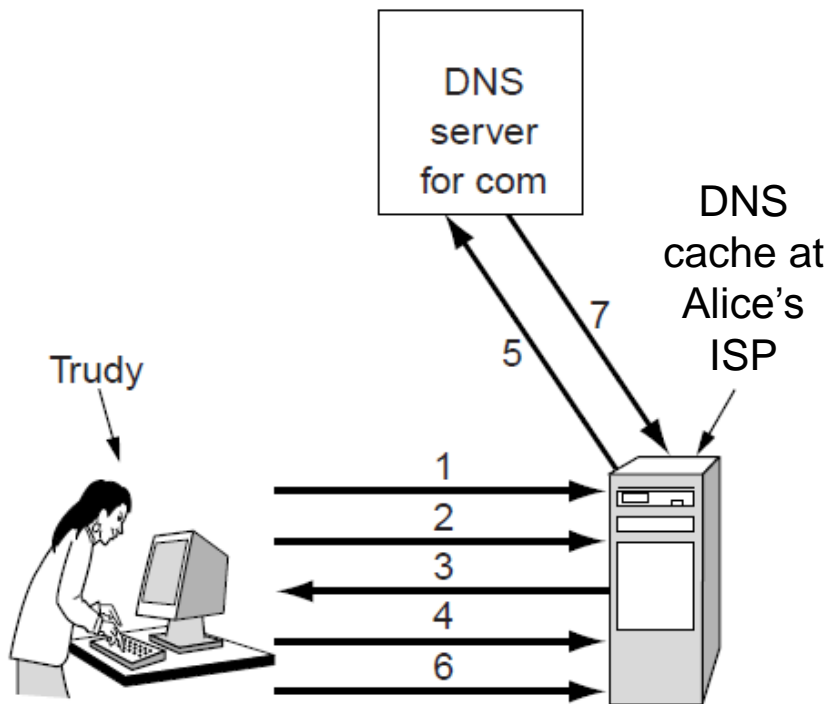 DNS
server
for com
DNS
cache at
Alice’s
ISP
5
7
Trudy
1
2
3
4
6